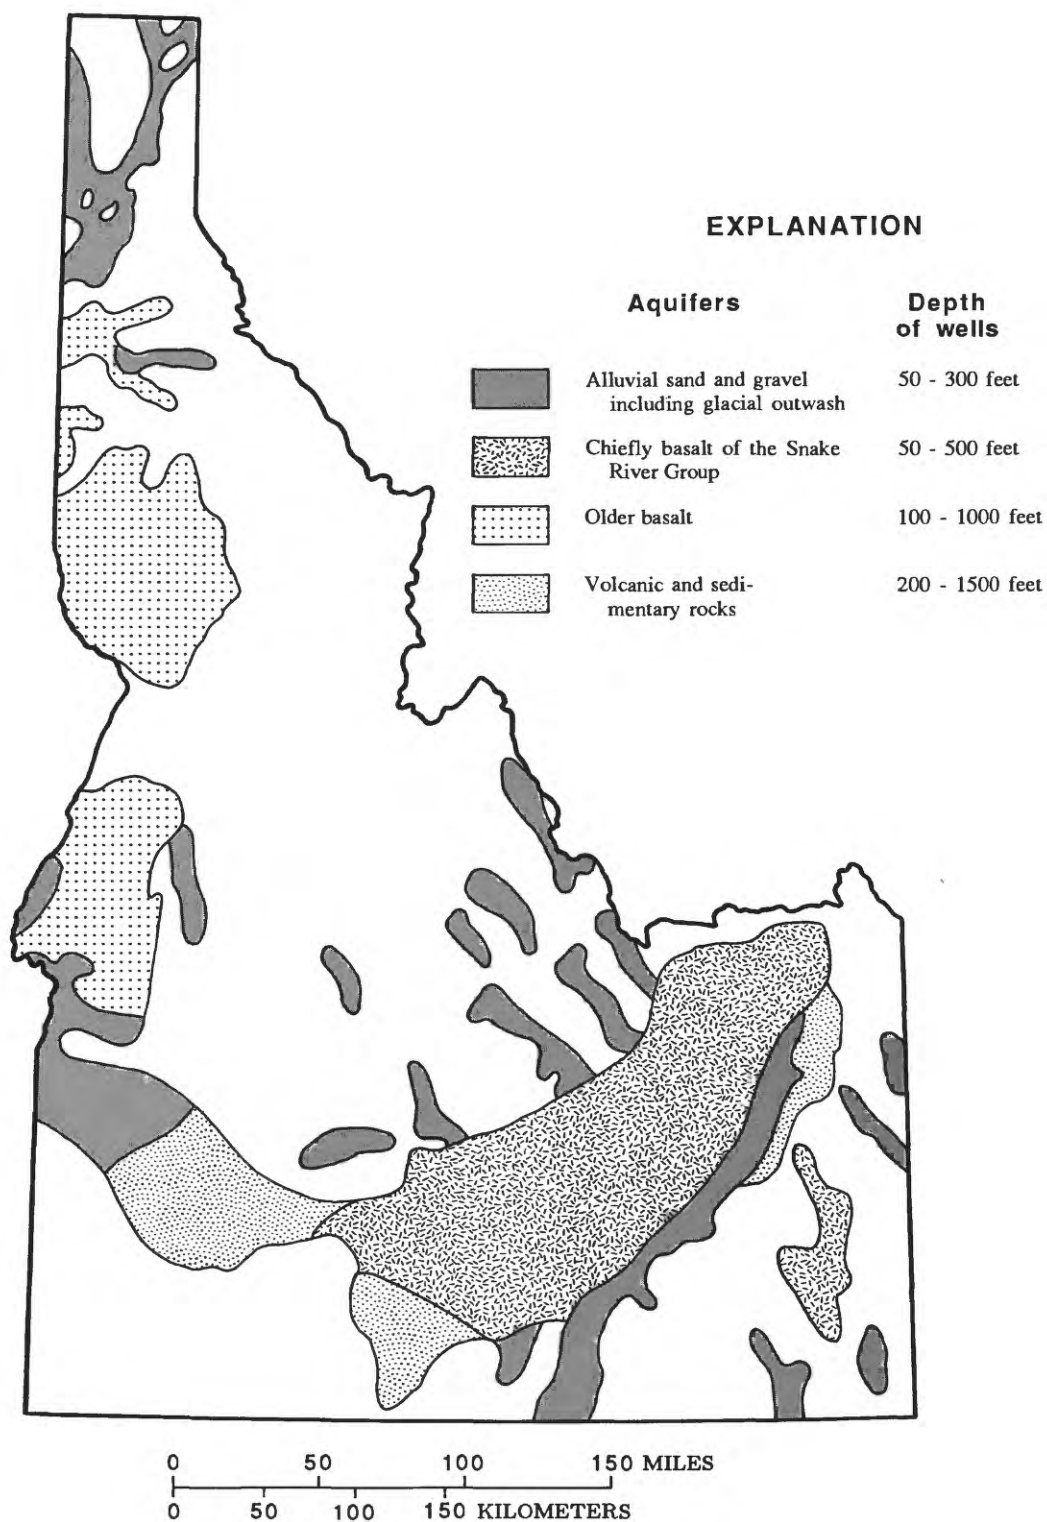 EXPLANATION
Aquifers
Depth
of wells
Alluvial sand and gravel
including glacial outwash
50 - 300 feet
Chiefly basalt of the Snake
River Group
50 - 500 feet
Older basalt
100 - 1000 feet
Volcanic and sedi-
mentary rocks
200 - 1500 feet
0 50 100 150 MILES
0 50 100 150 KILOMETERS